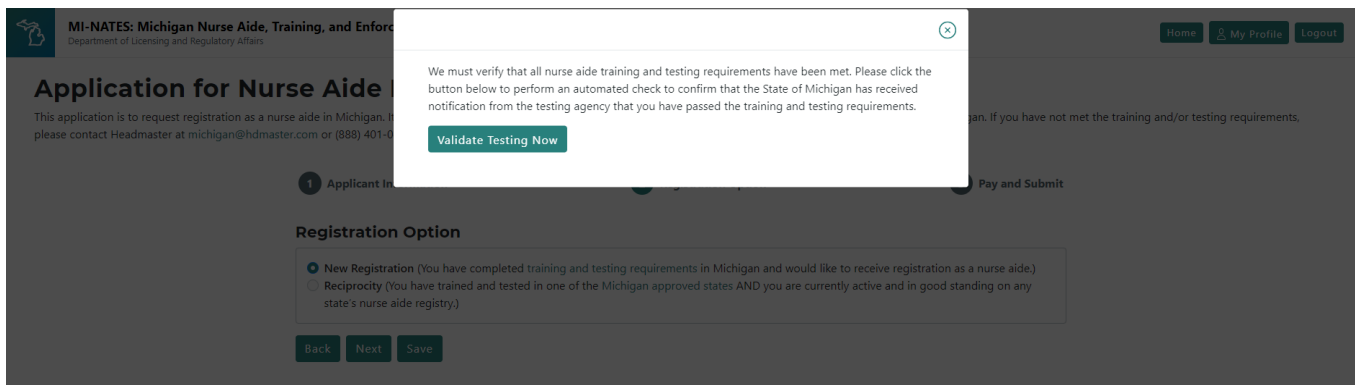 MI-NATES: Michigan Nurse Aide, Training, and Enforc
Department of Licensing and Regulatory Affairs
Home
My Profile
Logout
We must verify that all nurse aide training and testing requirements have been met. Please click the
button below to perform an automated check to confirm that the State of Michigan has received
notification from the testing agency that you have passed the training and testing requirements.
Validate Testing Now
Application for Nurse Aide
This application is to request registration as a nurse aide in Michigan. gan. If you have not met the training and/or testing requirements,
please contact Headmaster at michigan@hdmaster.com or (888) 401-0
1 Applicant In
Pay and Submit
Registration Option
New Registration (You have completed training and testing requirements in Michigan and would like to receive registration as a nurse aide.)
Reciprocity (You have trained and tested in one of the Michigan approved states AND you are currently active and in good standing on any
state's nurse aide registry.)
Back
Next
Save